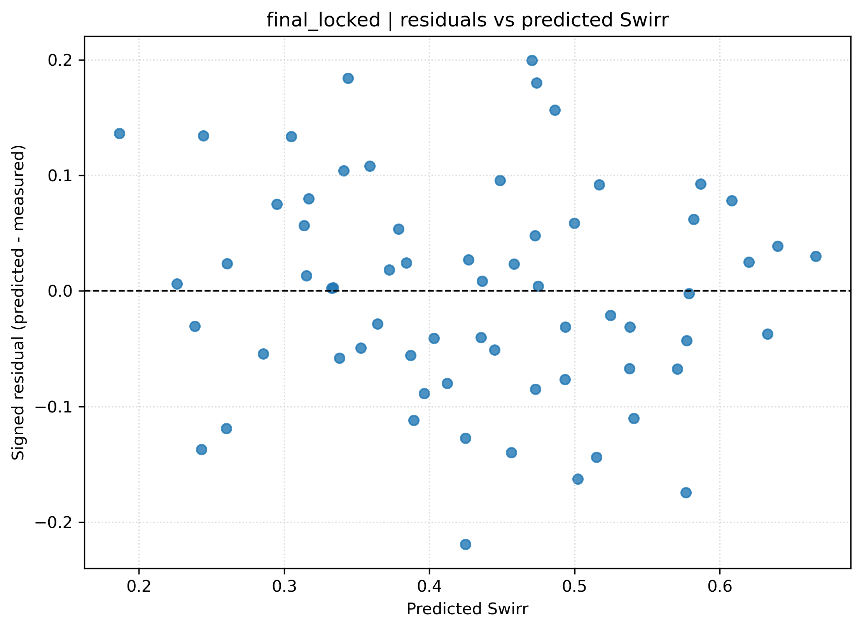 final_locked | residuals vs predicted Swirr
Signed residual (predicted - measured)
0.2
0.1
0.0
−0.1
−0.2
0.2 0.3 0.4 0.5 0.6
Predicted Swirr